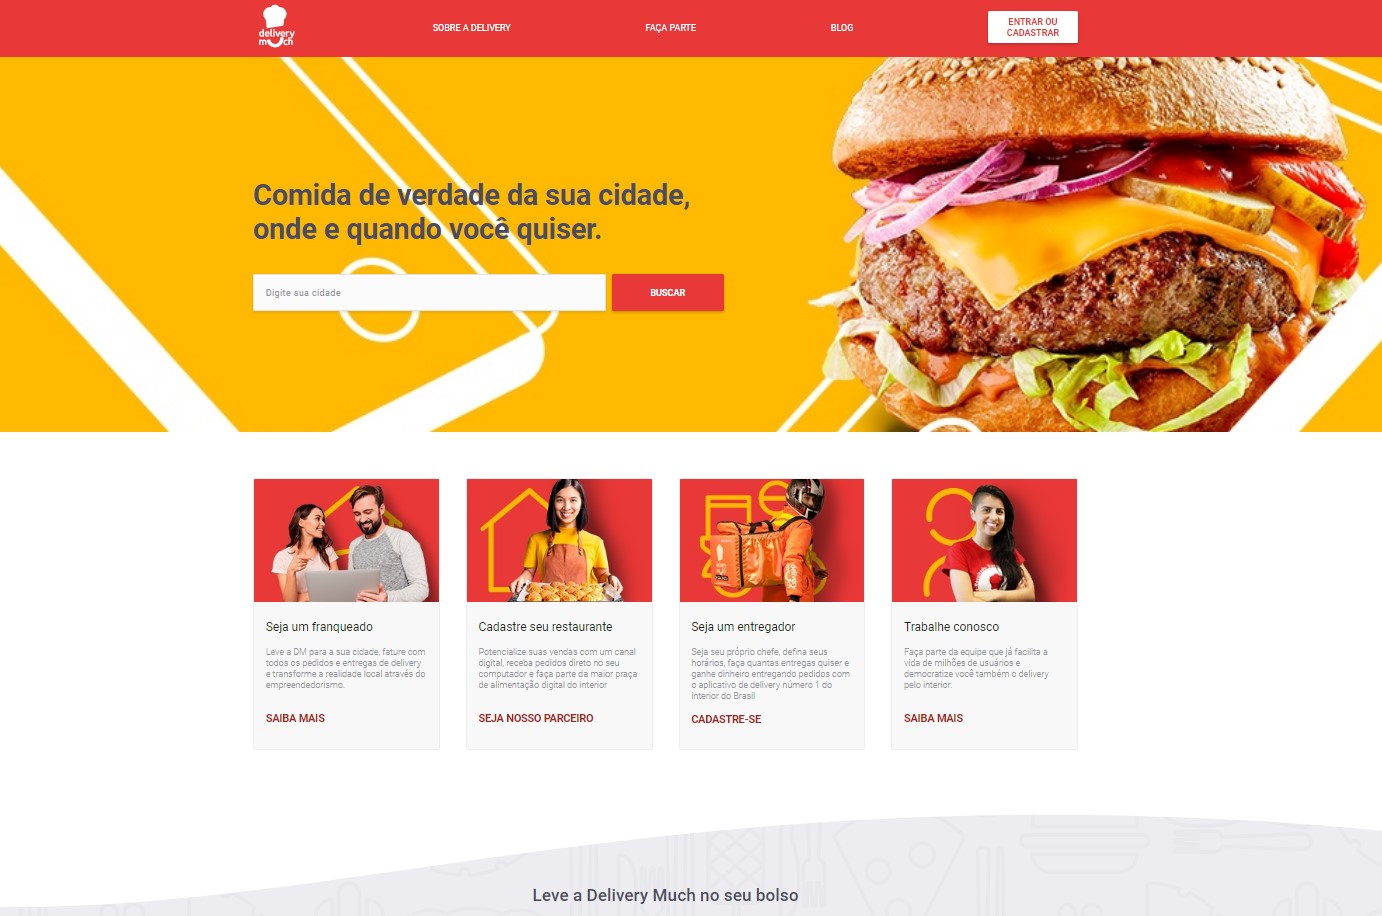 delivery
much
SOBRE A DELIVERY
FAÇA PARTE
BLOG
ENTRAR OU
CADASTRAR
Comida de verdade da sua cidade,
onde e quando você quiser.
Digite sua cidade
BUSCAR
Seja um franqueado
Leve a DM para a sua cidade, fature com
todos os pedidos e entregas de delivery
e transforme a realidade local através do
empreendedorismo.
SAIBA MAIS
Cadastre seu restaurante
Potencialize suas vendas com um canal
digital, receba pedidos direto no seu
computador e faça parte da maior praça
de alimentação digital do interior
SEJA NOSSO PARCEIRO
Seja um entregador
Seja seu próprio chefe, defina seus
horários, faça quantas entregas quiser e
ganhe dinheiro entregando pedidos com
o aplicativo de delivery número 1 do
interior do Brasil
CADASTRE-SE
Trabalhe conosco
Faça parte da equipe que já facilita a
vida de milhões de usuários e
democratize você também o delivery
pelo interior.
SAIBA MAIS
Leve a Delivery Much no seu bolso